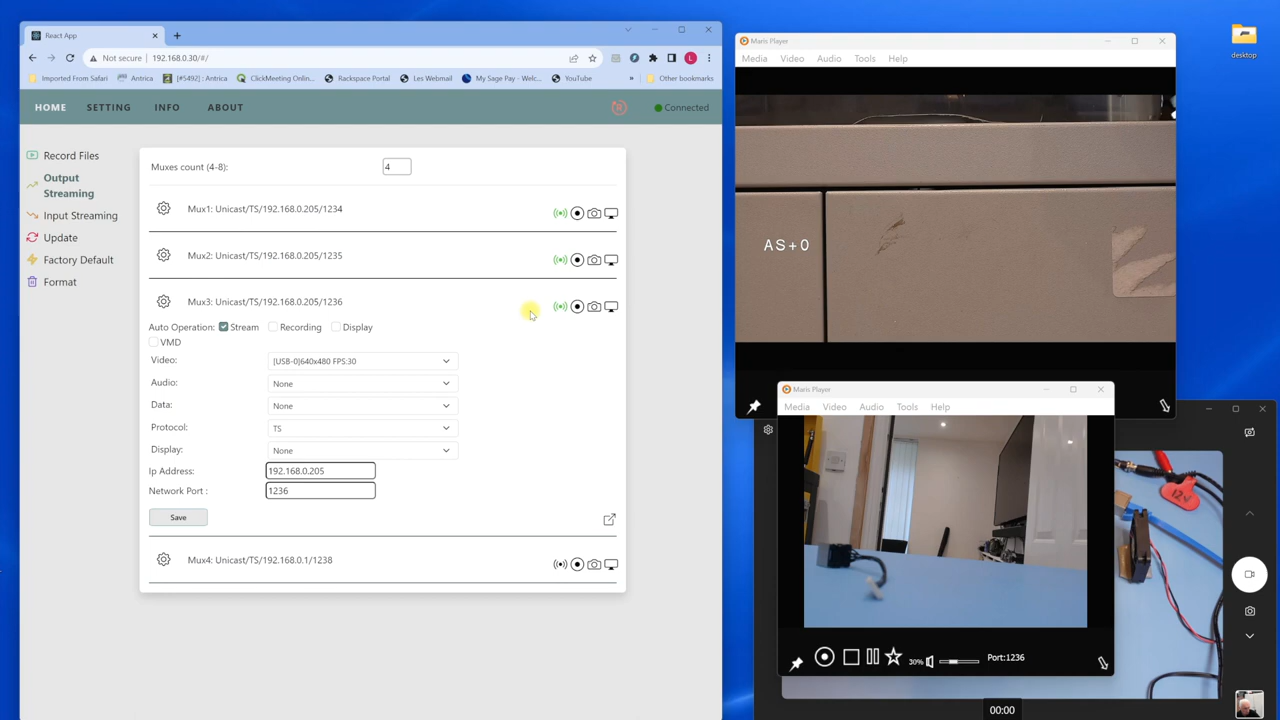 React App
Not secure
192.168.0.30/#/
Imported From Safari
Antrica
[#5492] : Antrica
ClickMeeting Onlin...
Rackspace Portal
Les Webmail
My Sage Pay - Welc...
YouTube
»
Other bookmarks
HOME
SETTING
INFO
ABOUT
Connected
Record Files
Output
Streaming
Input Streaming
Update
Factory Default
Format
Muxes count (4-8):
4
Mux1: Unicast/TS/192.168.0.205/1234
Mux2: Unicast/TS/192.168.0.205/1235
Mux3: Unicast/TS/192.168.0.205/1236
Auto Operation: Stream Recording Display
VMD
Video: [USB-0]640x480 FPS:30
Audio: None
Data: None
Protocol: TS
Display: None
Ip Address: 192.168.0.205
Network Port : 1236
Save
Mux4: Unicast/TS/192.168.0.1/1238
Maris Player
Media Video Audio Tools Help
AS+0
Maris Player
Media Video Audio Tools Help
30%
Port:1236
12V
00:00
desktop